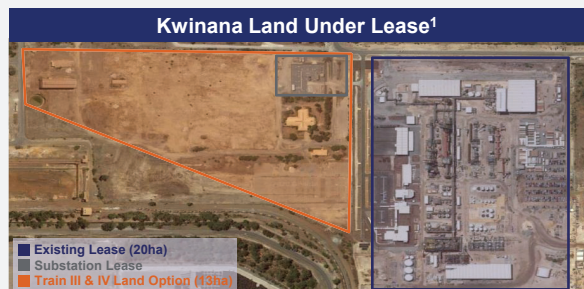 Kwinana Land Under Lease¹
Existing Lease (20ha)
Substation Lease
Train III & IV Land Option (13ha)